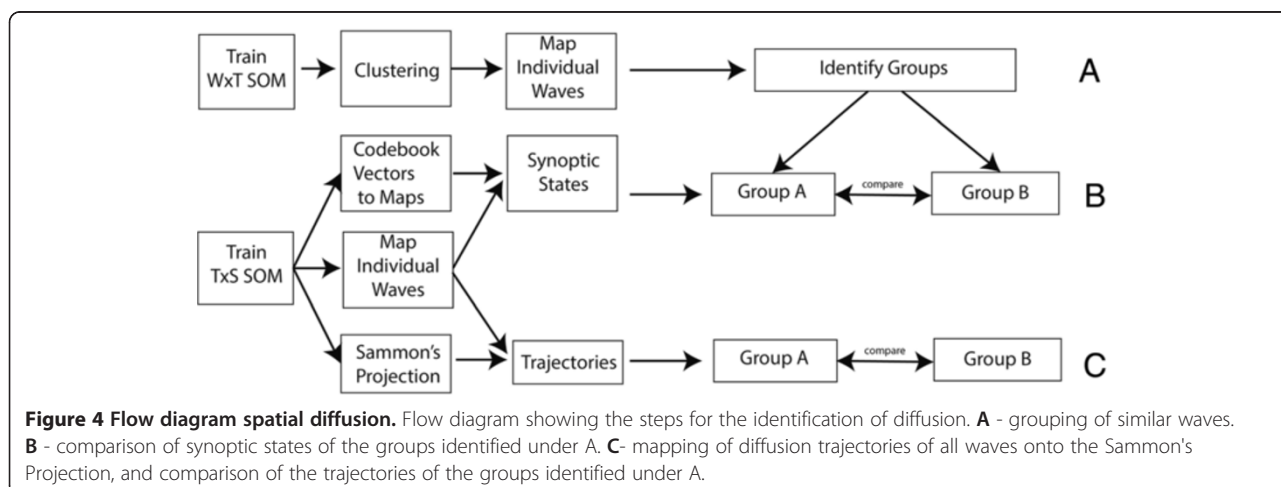 Train
WxT SOM
Clustering
Map
Individual
Waves
Identify Groups
A
Codebook
Vectors
to Maps
Synoptic
States
Group A
compare
Group B
B
Train
TxS SOM
Map
Individual
Waves
Sammon's
Projection
Trajectories
Group A
compare
Group B
C
Figure 4 Flow diagram spatial diffusion. Flow diagram showing the steps for the identification of diffusion. A - grouping of similar waves.
B - comparison of synoptic states of the groups identified under A. C- mapping of diffusion trajectories of all waves onto the Sammon's
Projection, and comparison of the trajectories of the groups identified under A.